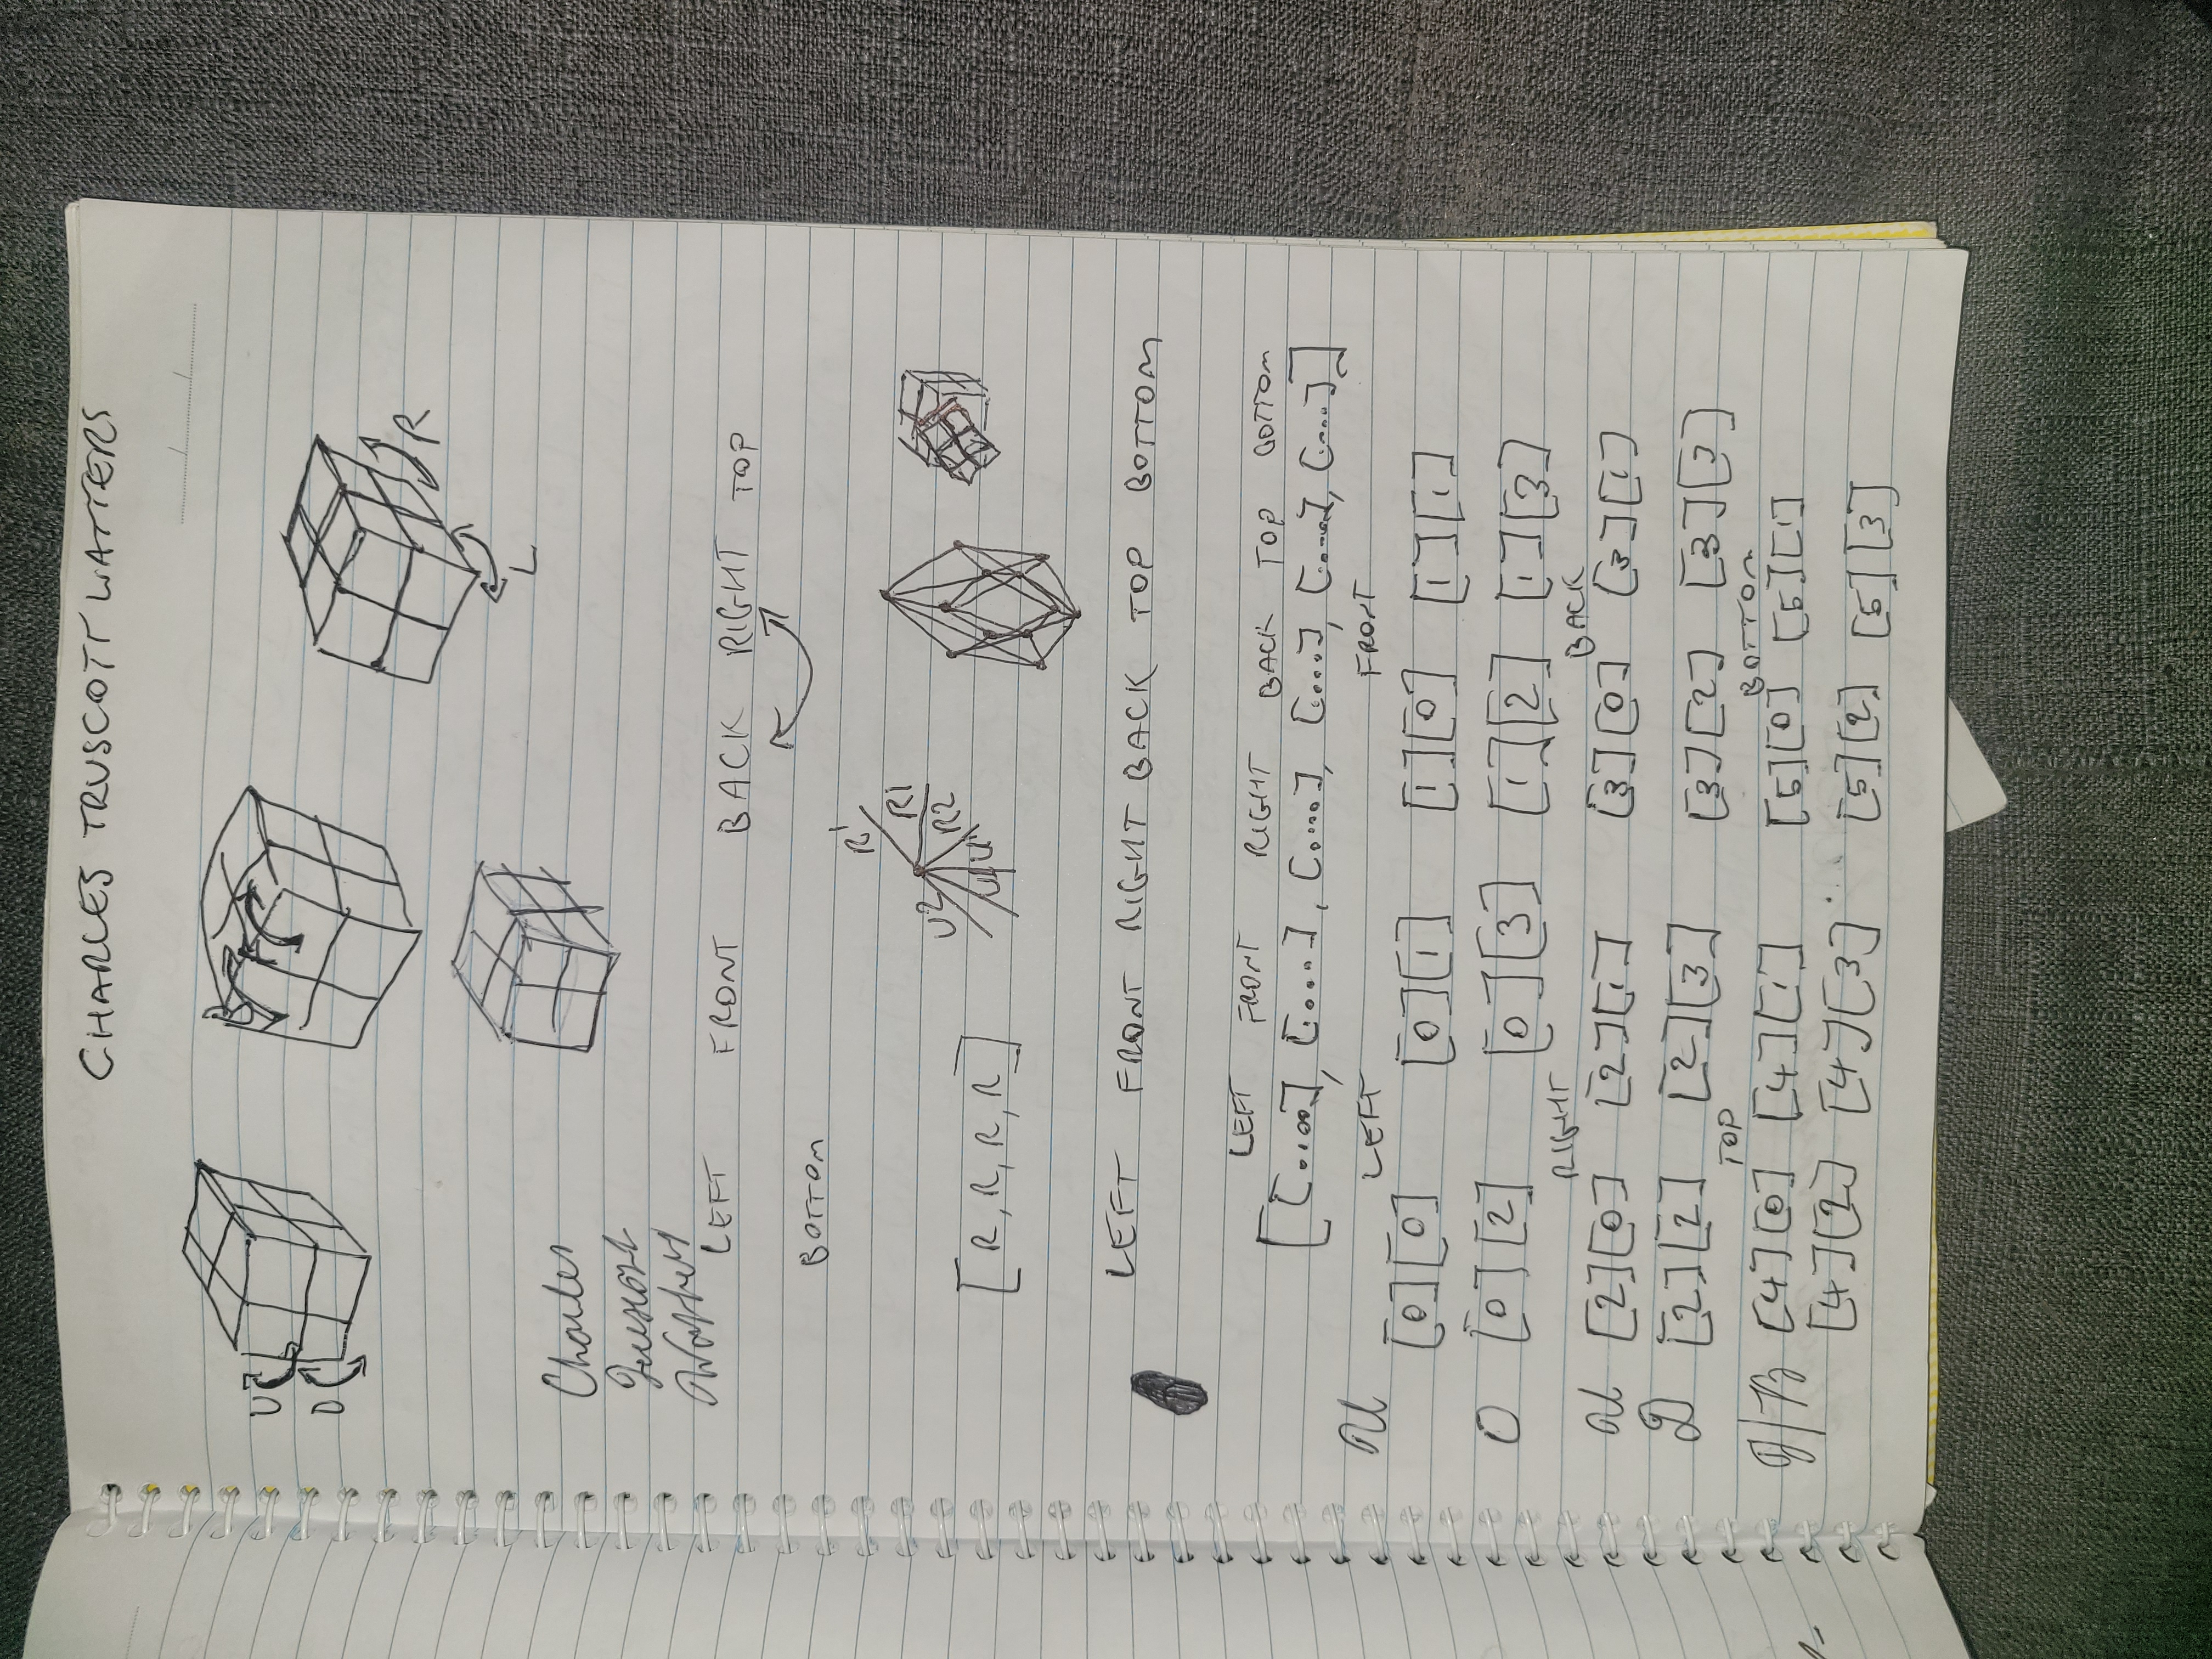 CHARLES TRUSCOTT WATTERS
U
D
R
L
Charles
Truscott
Watters
LEFT FRONT BACK RIGHT TOP
BOTTOM
R'
R1
R2
U2
U U'
[R, R, R, R]
LEFT FRONT RIGHT BACK TOP BOTTOM
LEFT FRONT RIGHT BACK TOP BOTTOM
[[....], [....], [....], [....], [....], [....]]
U LEFT FRONT
[0][0] [0][1] [1][0] [1][1]
D [0][2] [0][3] [1][2] [1][3]
RIGHT BACK
U [2][0] [2][1] [3][0] [3][1]
D [2][2] [2][3] [3][2] [3][3]
TOP BOTTOM
T/B [4][0] [4][1] [5][0] [5][1]
[4][2] [4][3] [5][2] [5][3]